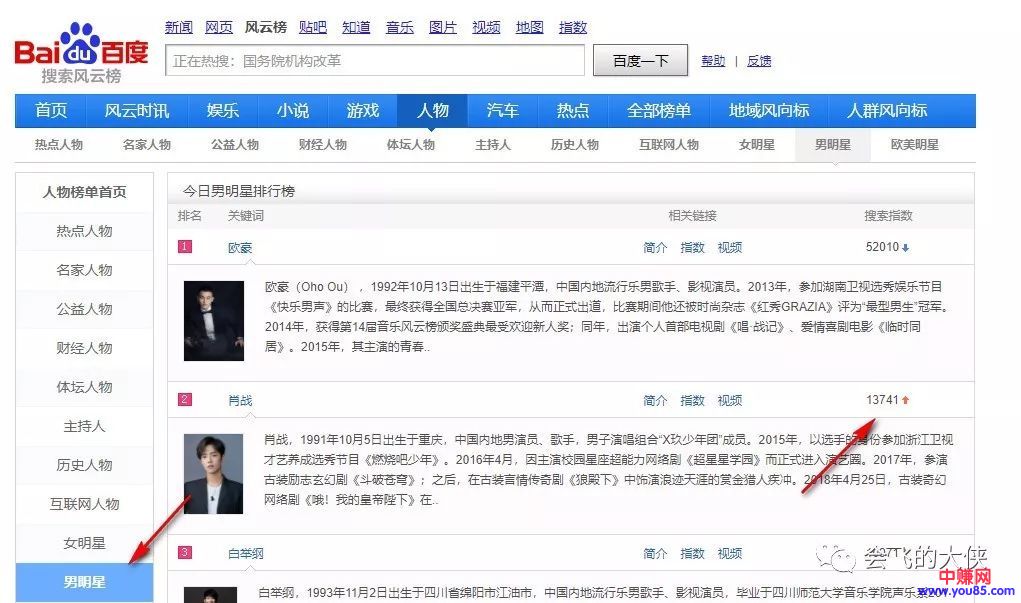 新闻 网页 风云榜 贴吧 知道 音乐 图片 视频 地图 指数
Bai du 百度
搜索风云榜
正在热搜：国务院机构改革
百度一下
帮助 | 反馈
首页 风云时讯 娱乐 小说 游戏 人物 汽车 热点 全部榜单 地域风向标 人群风向标
热点人物 名家人物 公益人物 财经人物 体坛人物 主持人 历史人物 互联网人物 女明星 男明星 欧美明星
人物榜单首页
热点人物
名家人物
公益人物
财经人物
体坛人物
主持人
历史人物
互联网人物
女明星
男明星
今日男明星排行榜
排名 关键词 相关链接 搜索指数
1 欧豪 简介 指数 视频 52010
欧豪（Oho Ou），1992年10月13日出生于福建平潭，中国内地流行乐男歌手、影视演员。2013年，参加湖南卫视选秀娱乐节目
《快乐男声》的比赛，最终获得全国总决赛亚军，从而正式出道，比赛期间他还被时尚杂志《红秀GRAZIA》评为“最型男生”冠军。
2014年，获得第14届音乐风云榜颁奖盛典最受欢迎新人奖；同年，出演个人首部电视剧《唱·战记》、爱情喜剧电影《临时同
居》。2015年，其主演的青春..
2 肖战 简介 指数 视频 13741
肖战，1991年10月5日出生于重庆，中国内地男演员、歌手，男子演唱组合“X玖少年团”成员。2015年，以选手的身份参加浙江卫视
才艺养成选秀节目《燃烧吧少年》。2016年4月，因主演校园星座超能力网络剧《超星星学园》而正式进入演艺圈。2017年，参演
古装励志玄幻剧《斗破苍穹》；之后，在古装言情传奇剧《狼殿下》中饰演浪迹天涯的赏金猎人疾冲。2018年4月25日，古装奇幻
网络剧《哦！我的皇帝陛下》在..
3 白举纲 简介 指数 视频
会飞的大侠
白举纲，1993年11月2日出生于四川省绵阳市江油市，中国内地流行乐男歌手、影视演员，毕业于四川师范大学音乐学院声乐系
中赚网
www.you85.com